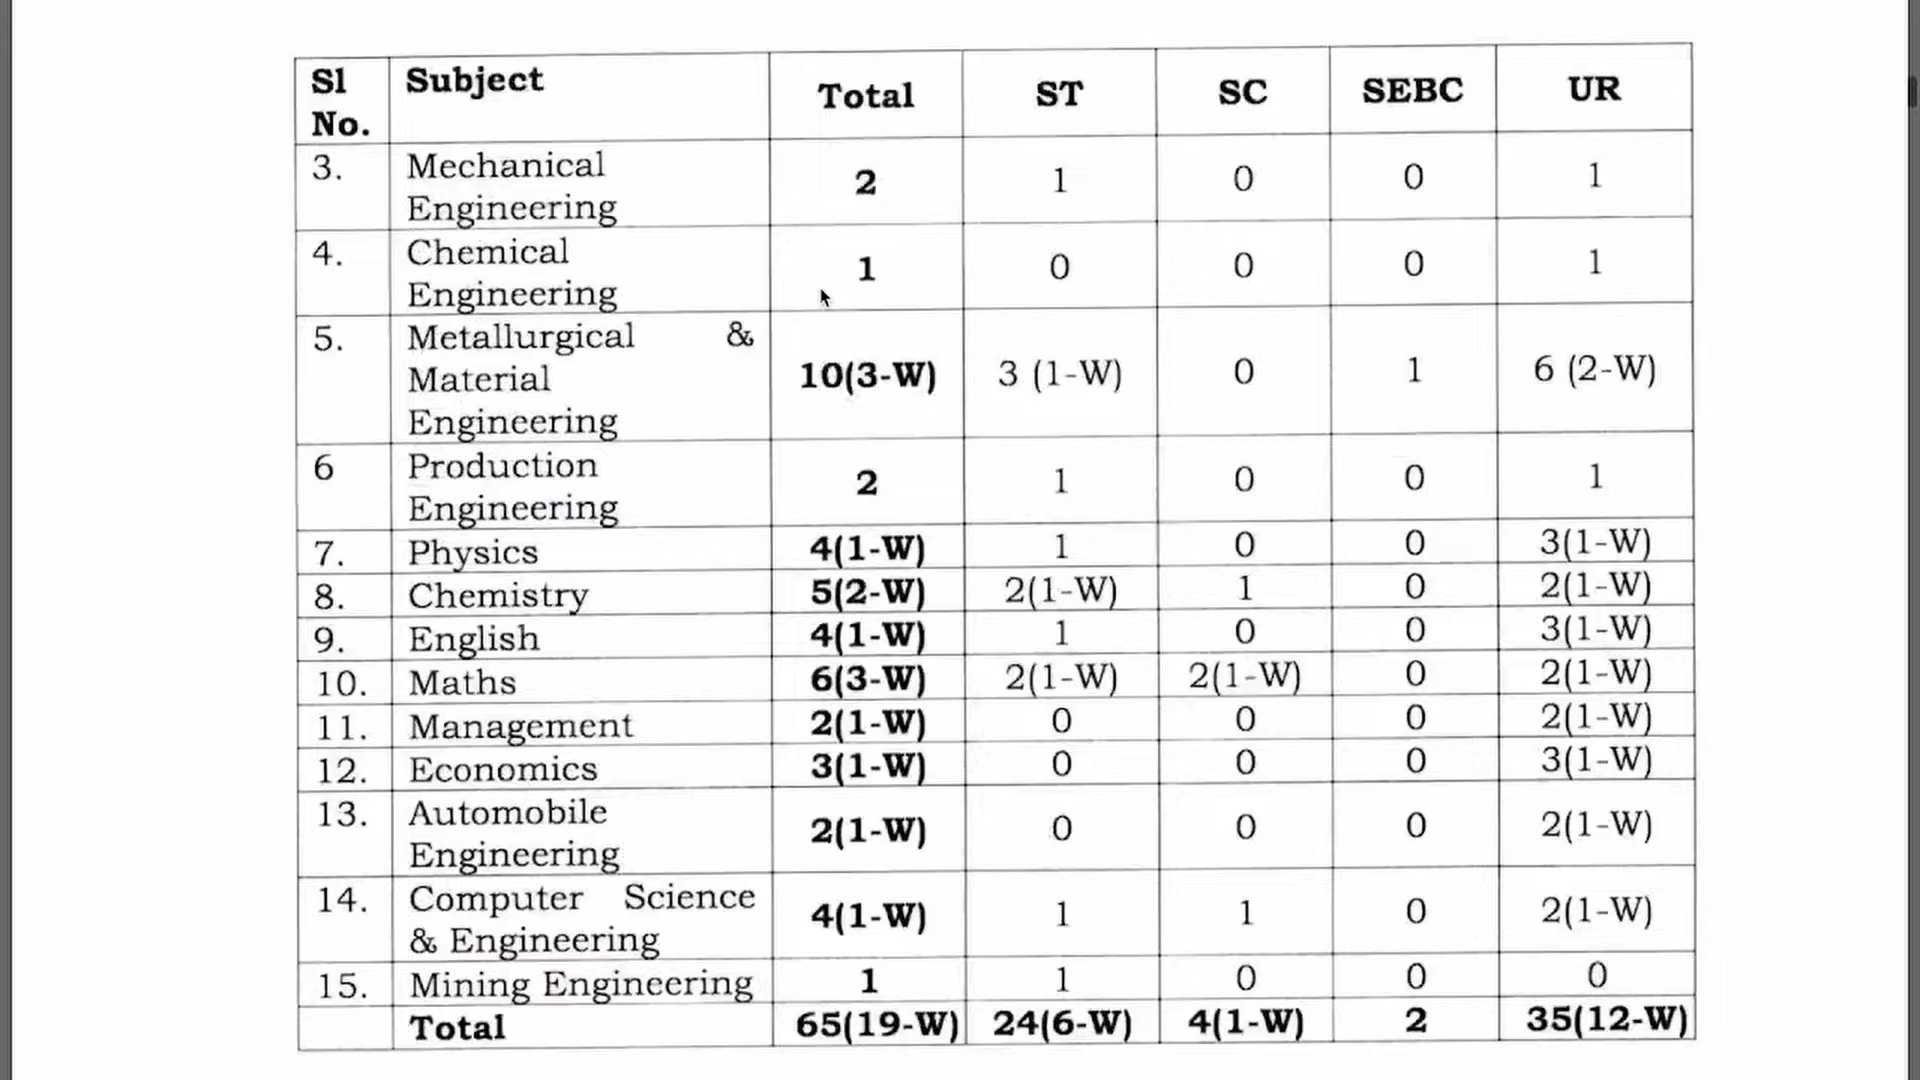 Sl No. Subject Total ST SC SEBC UR
3. Mechanical Engineering 2 1 0 0 1
4. Chemical Engineering 1 0 0 0 1
5. Metallurgical & Material Engineering 10(3-W) 3 (1-W) 0 1 6 (2-W)
6 Production Engineering 2 1 0 0 1
7. Physics 4(1-W) 1 0 0 3(1-W)
8. Chemistry 5(2-W) 2(1-W) 1 0 2(1-W)
9. English 4(1-W) 1 0 0 3(1-W)
10. Maths 6(3-W) 2(1-W) 2(1-W) 0 2(1-W)
11. Management 2(1-W) 0 0 0 2(1-W)
12. Economics 3(1-W) 0 0 0 3(1-W)
13. Automobile Engineering 2(1-W) 0 0 0 2(1-W)
14. Computer Science & Engineering 4(1-W) 1 1 0 2(1-W)
15. Mining Engineering 1 1 0 0 0
Total 65(19-W) 24(6-W) 4(1-W) 2 35(12-W)